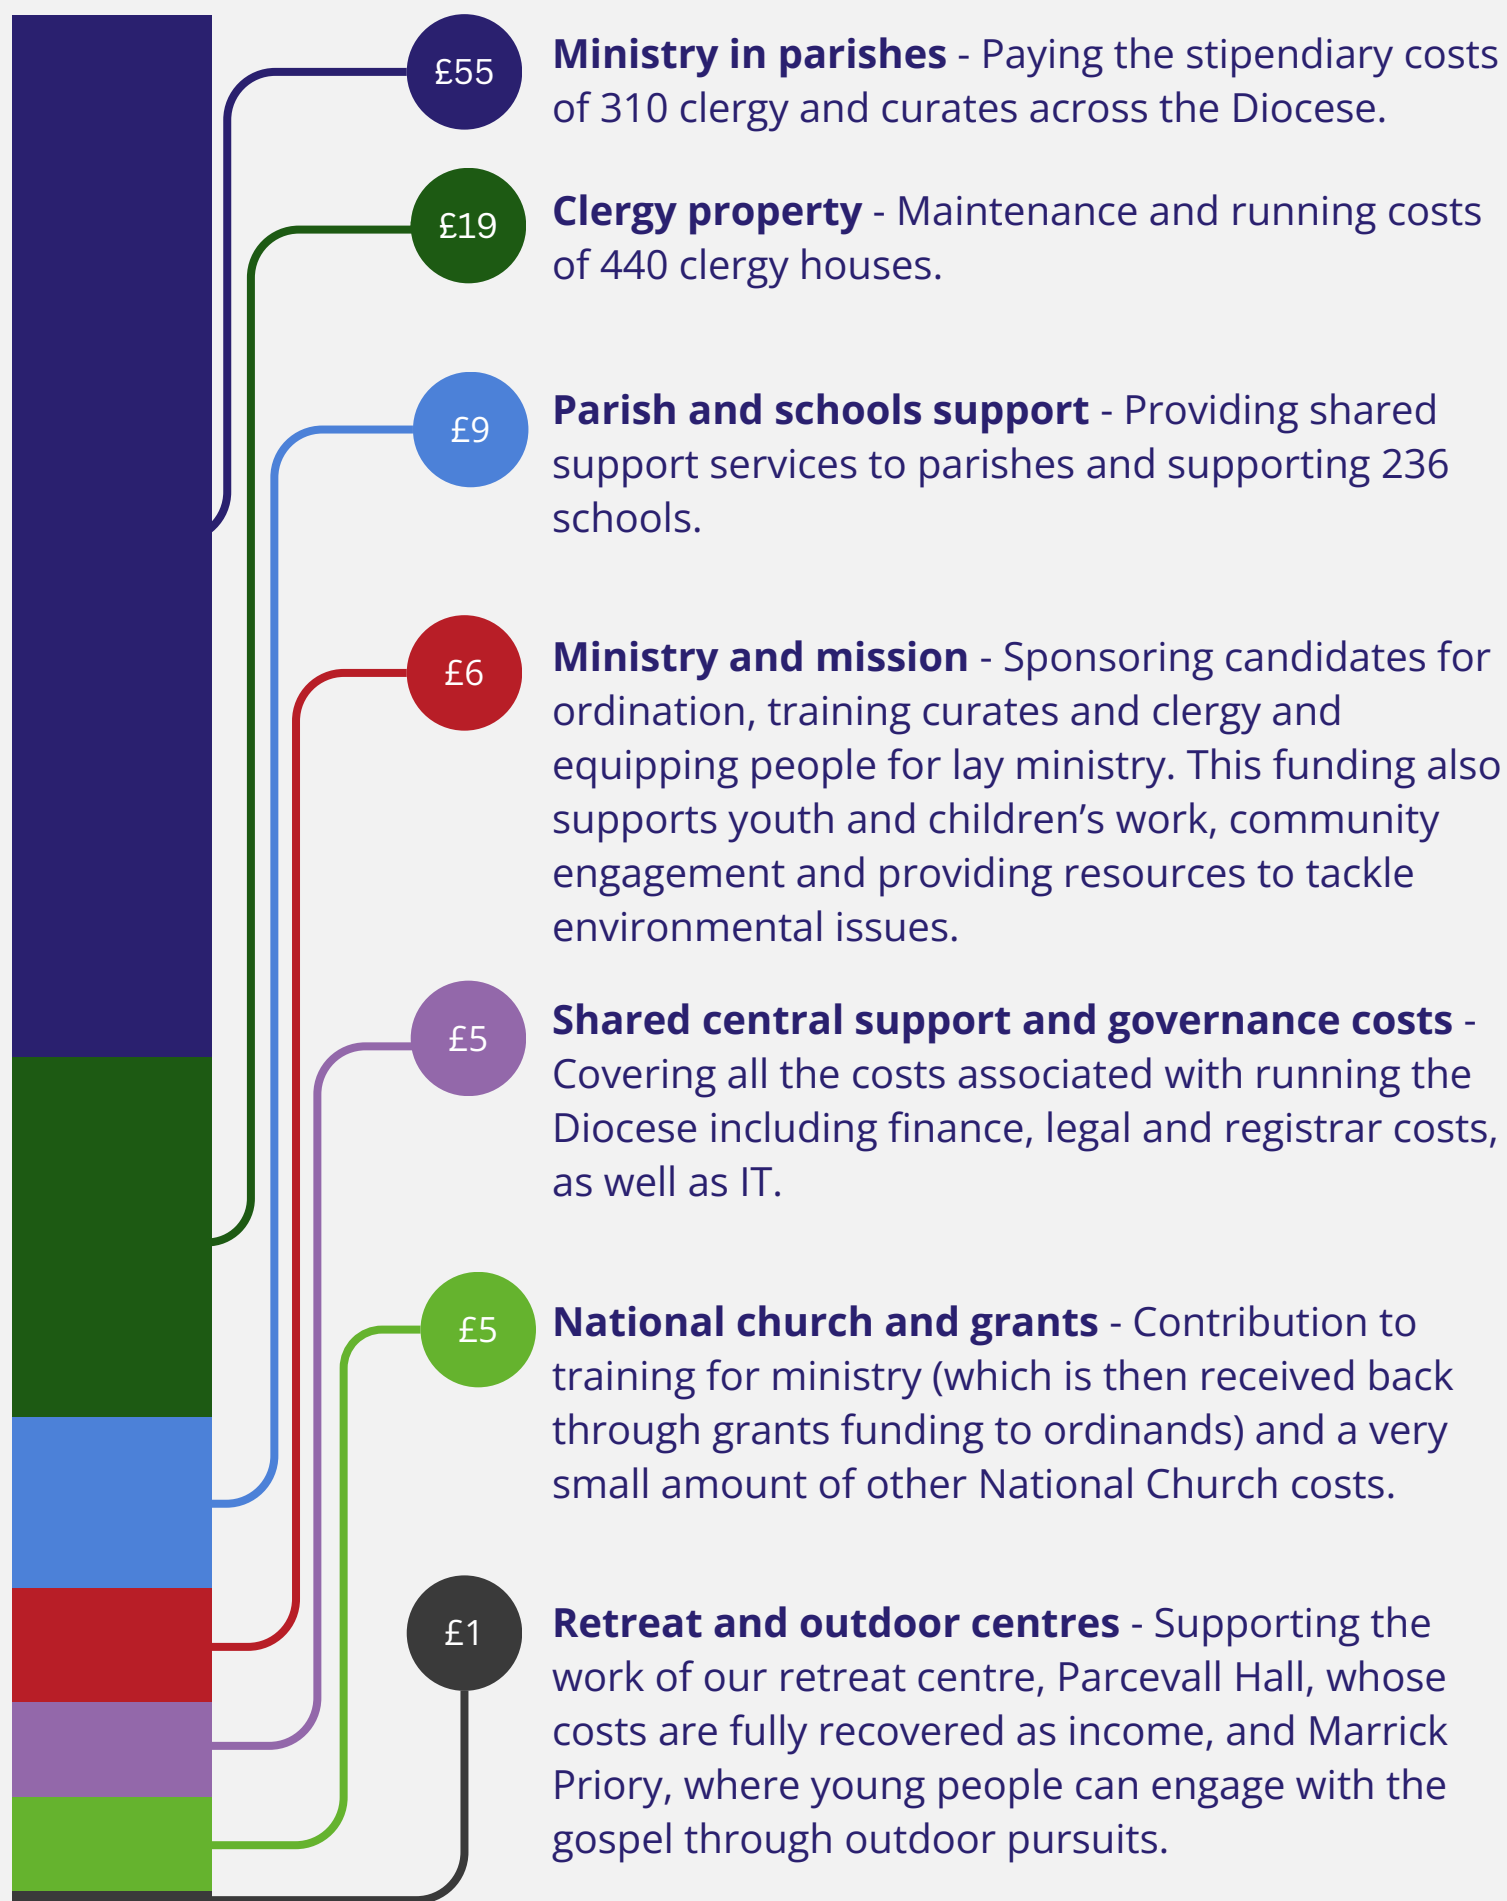 £55
Ministry in parishes - Paying the stipendiary costs
of 310 clergy and curates across the Diocese.
£19
Clergy property - Maintenance and running costs
of 440 clergy houses.
£9
Parish and schools support - Providing shared
support services to parishes and supporting 236
schools.
£6
Ministry and mission - Sponsoring candidates for
ordination, training curates and clergy and
equipping people for lay ministry. This funding also
supports youth and children’s work, community
engagement and providing resources to tackle
environmental issues.
£5
Shared central support and governance costs -
Covering all the costs associated with running the
Diocese including finance, legal and registrar costs,
as well as IT.
£5
National church and grants - Contribution to
training for ministry (which is then received back
through grants funding to ordinands) and a very
small amount of other National Church costs.
£1
Retreat and outdoor centres - Supporting the
work of our retreat centre, Parcevall Hall, whose
costs are fully recovered as income, and Marrick
Priory, where young people can engage with the
gospel through outdoor pursuits.